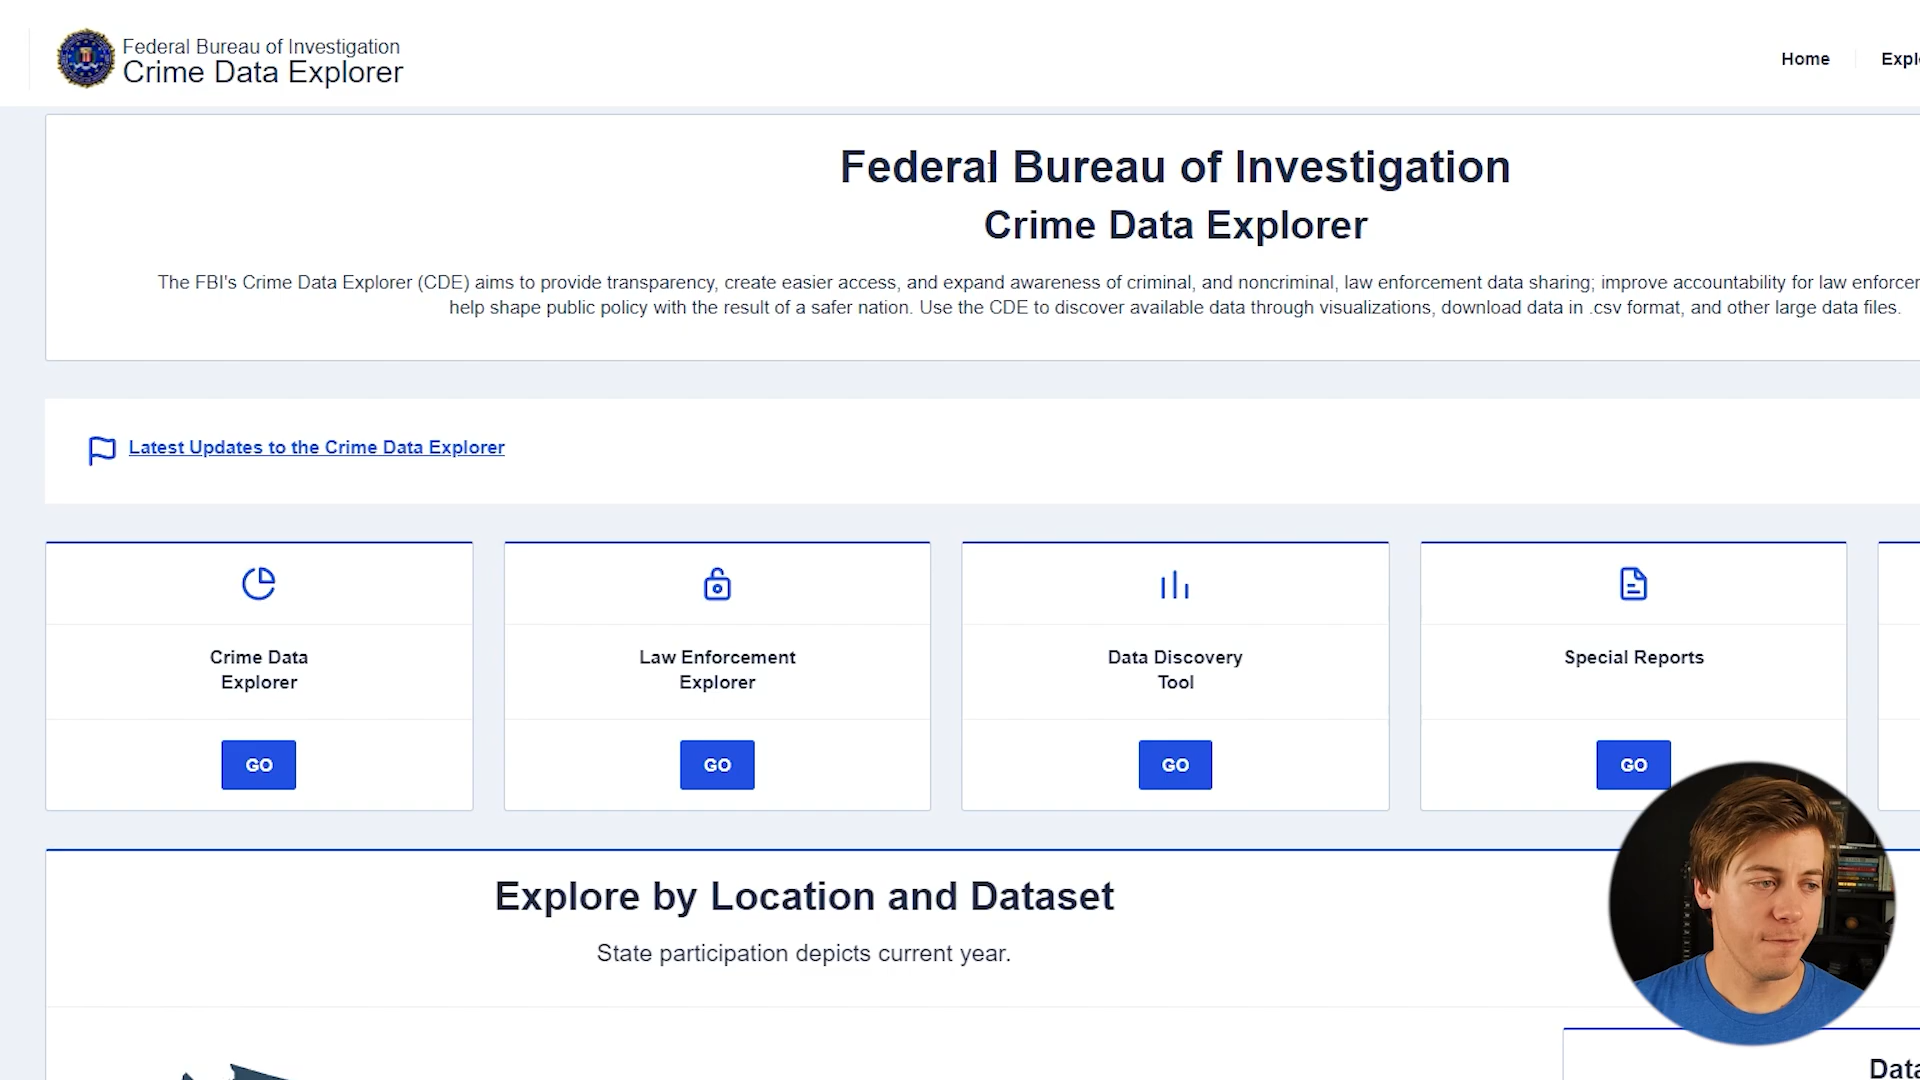 Federal Bureau of Investigation
Crime Data Explorer
Home
Federal Bureau of Investigation
Crime Data Explorer
The FBI's Crime Data Explorer (CDE) aims to provide transparency, create easier access, and expand awareness of criminal, and noncriminal, law enforcement data sharing; improve accountability for law
help shape public policy with the result of a safer nation. Use the CDE to discover available data through visualizations, download data in .csv format, and other large data files.
Latest Updates to the Crime Data Explorer
Crime Data
Explorer
GO
Law Enforcement
Explorer
GO
Data Discovery
Tool
GO
Special Reports
GO
Explore by Location and Dataset
State participation depicts current year.